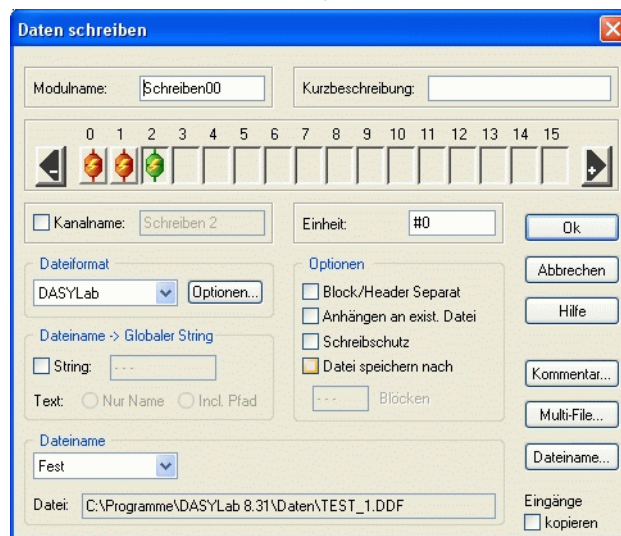 Daten schreiben
Modulname: Schreiben00 Kurzbeschreibung:
0 1 2 3 4 5 6 7 8 9 10 11 12 13 14 15
Kanalname: Schreiben 2 Einheit: #0 Ok
Dateiformat Optionen Abbrechen
DASYLab Optionen... Block/Header Separat
Anhängen an exist. Datei Hilfe
Dateiname -> Globaler String Schreibschutz
String: --- Datei speichern nach Kommentar...
Text: Nur Name Incl. Pfad --- Blöcken
Multi-File...
Dateiname
Fest Dateiname...
Datei: C:\Programme\DASYLab 8.31\Daten\TEST_1.DDF Eingänge
kopieren